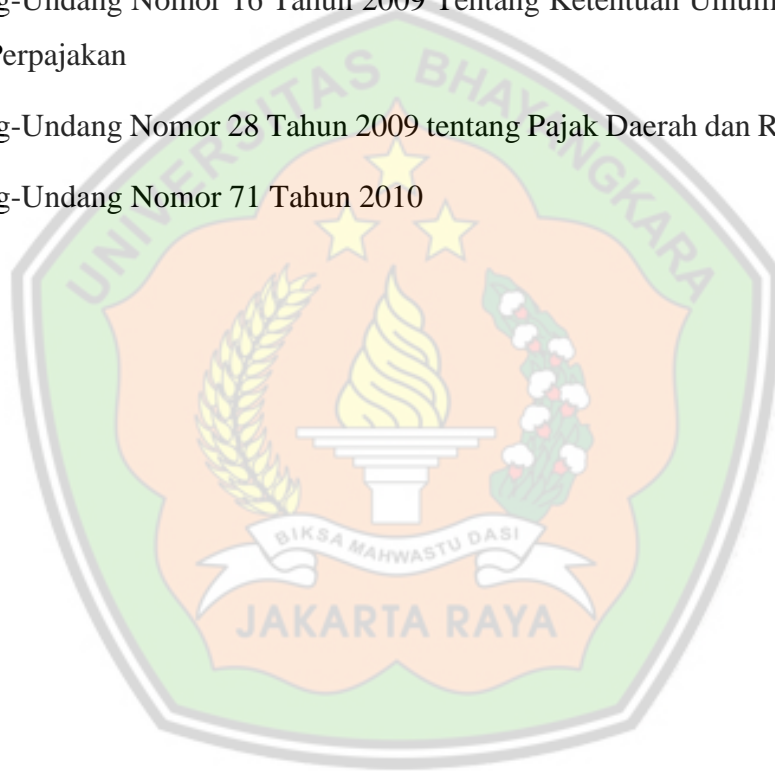 g-Undang Nomor 16 Tahun 2009 Tentang Ketentuan Umum
Perpajakan
g-Undang Nomor 28 Tahun 2009 tentang Pajak Daerah dan R
g-Undang Nomor 71 Tahun 2010
UNIVERSITAS BHAYANGKARA
BIKSA MAHWASTU DASI
JAKARTA RAYA